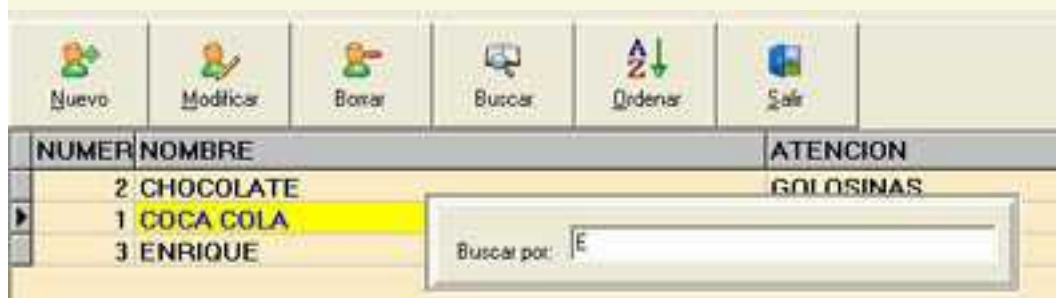 Nuevo Modificar Borrar Buscar Ordenar Salir
NUMER NOMBRE ATENCION
2 CHOCOLATE GOLOSINAS
1 COCA COLA
3 ENRIQUE
Buscar por: E